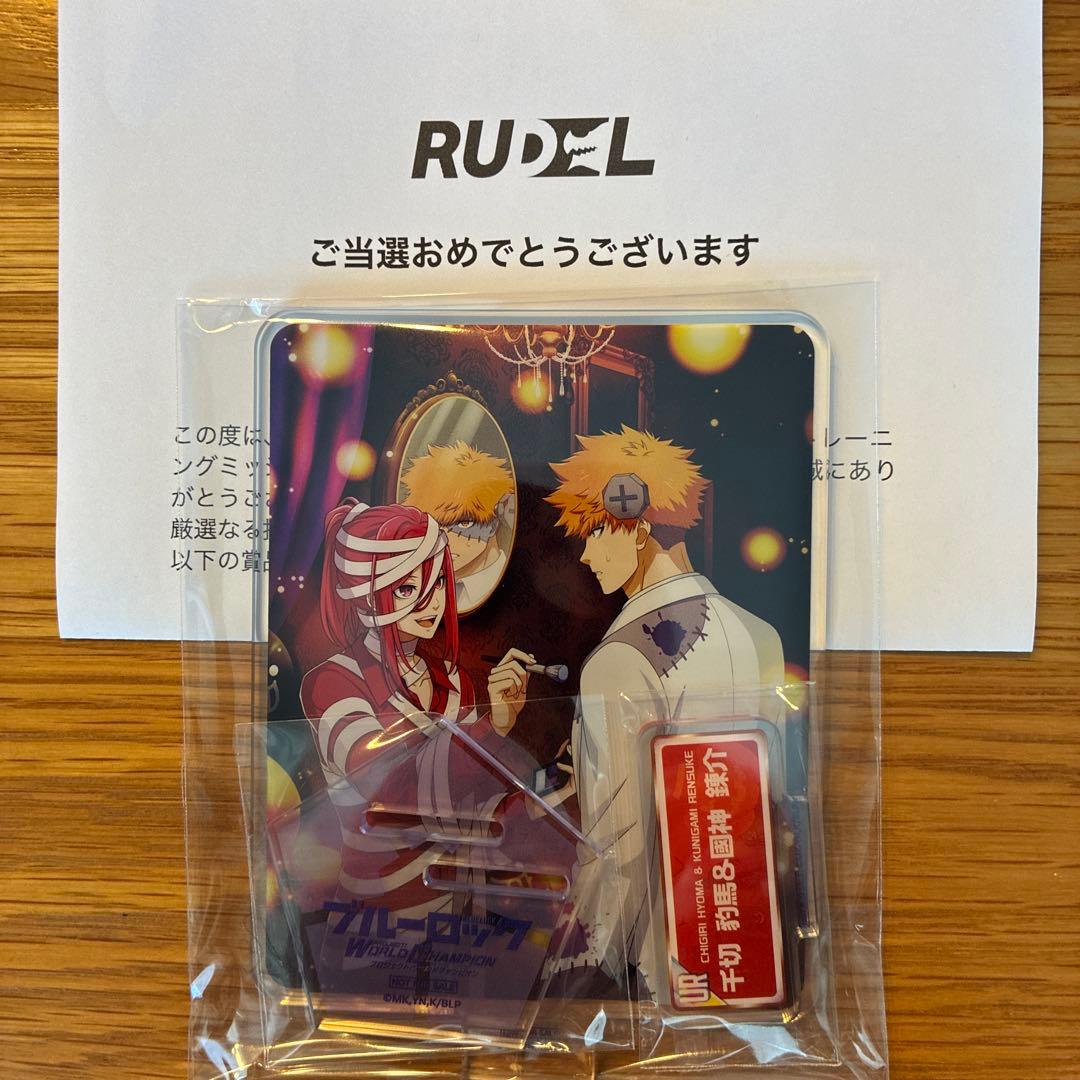 RUDEL
ご当選おめでとうございます
この度は、
トレーニ
ングミッ
にあり
がとうご
厳選なる
以下の賞品
ブルーロック
WORLD CHAMPION
NOT FOR SALE
©MK,YN,K/BLP
UR
CHIGIRI HYOMA & KUNIGAMI RENSUKE
千切 豹馬&國神 錬介